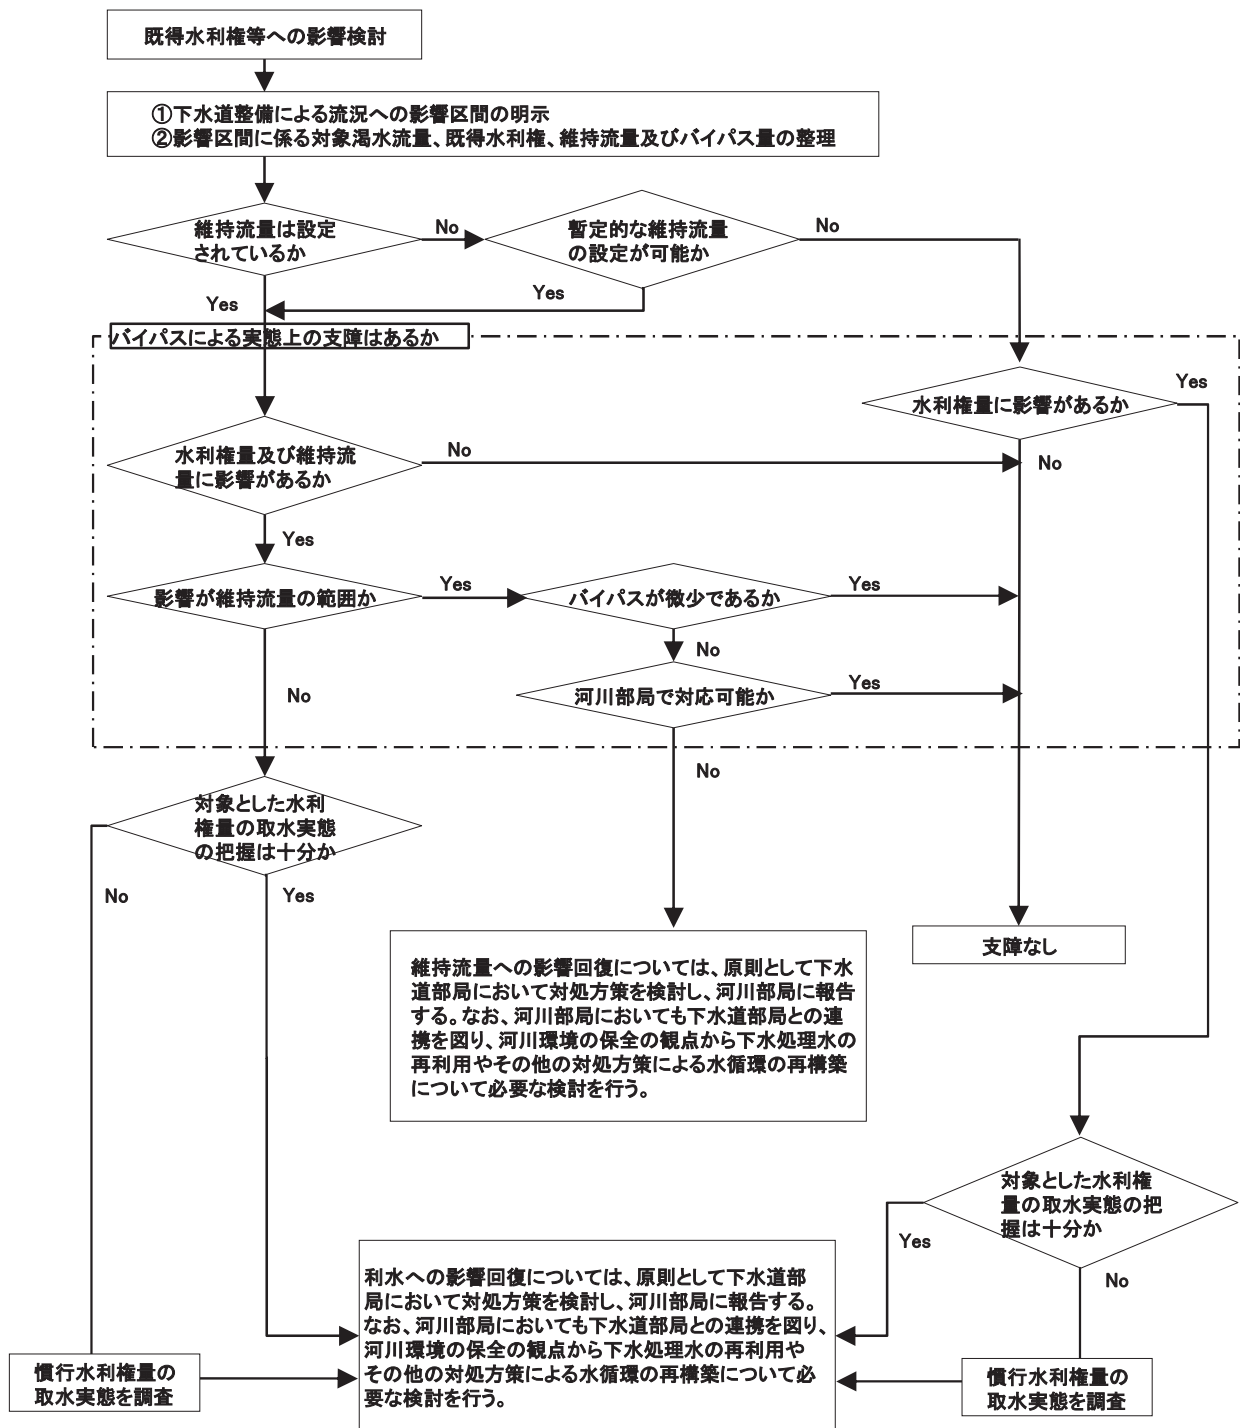 既得水利権等への影響検討
①下水道整備による流況への影響区間の明示
②影響区間に係る対象渇水流量、既得水利権、維持流量及びバイパス量の整理
維持流量は設定
されているか
No
暫定的な維持流量
の設定が可能か
No
Yes
Yes
バイパスによる実態上の支障はあるか
水利権量に影響があるか
Yes
No
水利権量及び維持流
量に影響があるか
No
Yes
影響が維持流量の範囲か
Yes
バイパスが微少であるか
Yes
No
No
河川部局で対応可能か
Yes
No
対象とした水利
権量の取水実態
の把握は十分か
No
Yes
支障なし
維持流量への影響回復については、原則として下水
道部局において対処方策を検討し、河川部局に報告
する。なお、河川部局においても下水道部局との連
携を図り、河川環境の保全の観点から下水処理水の
再利用やその他の対処方策による水循環の再構築
について必要な検討を行う。
対象とした水利権
量の取水実態の把
握は十分か
Yes
No
利水への影響回復については、原則として下水道部
局において対処方策を検討し、河川部局に報告する。
なお、河川部局においても下水道部局との連携を図り、
河川環境の保全の観点から下水処理水の再利用や
その他の対処方策による水循環の再構築について必
要な検討を行う。
慣行水利権量の
取水実態を調査
慣行水利権量の
取水実態を調査